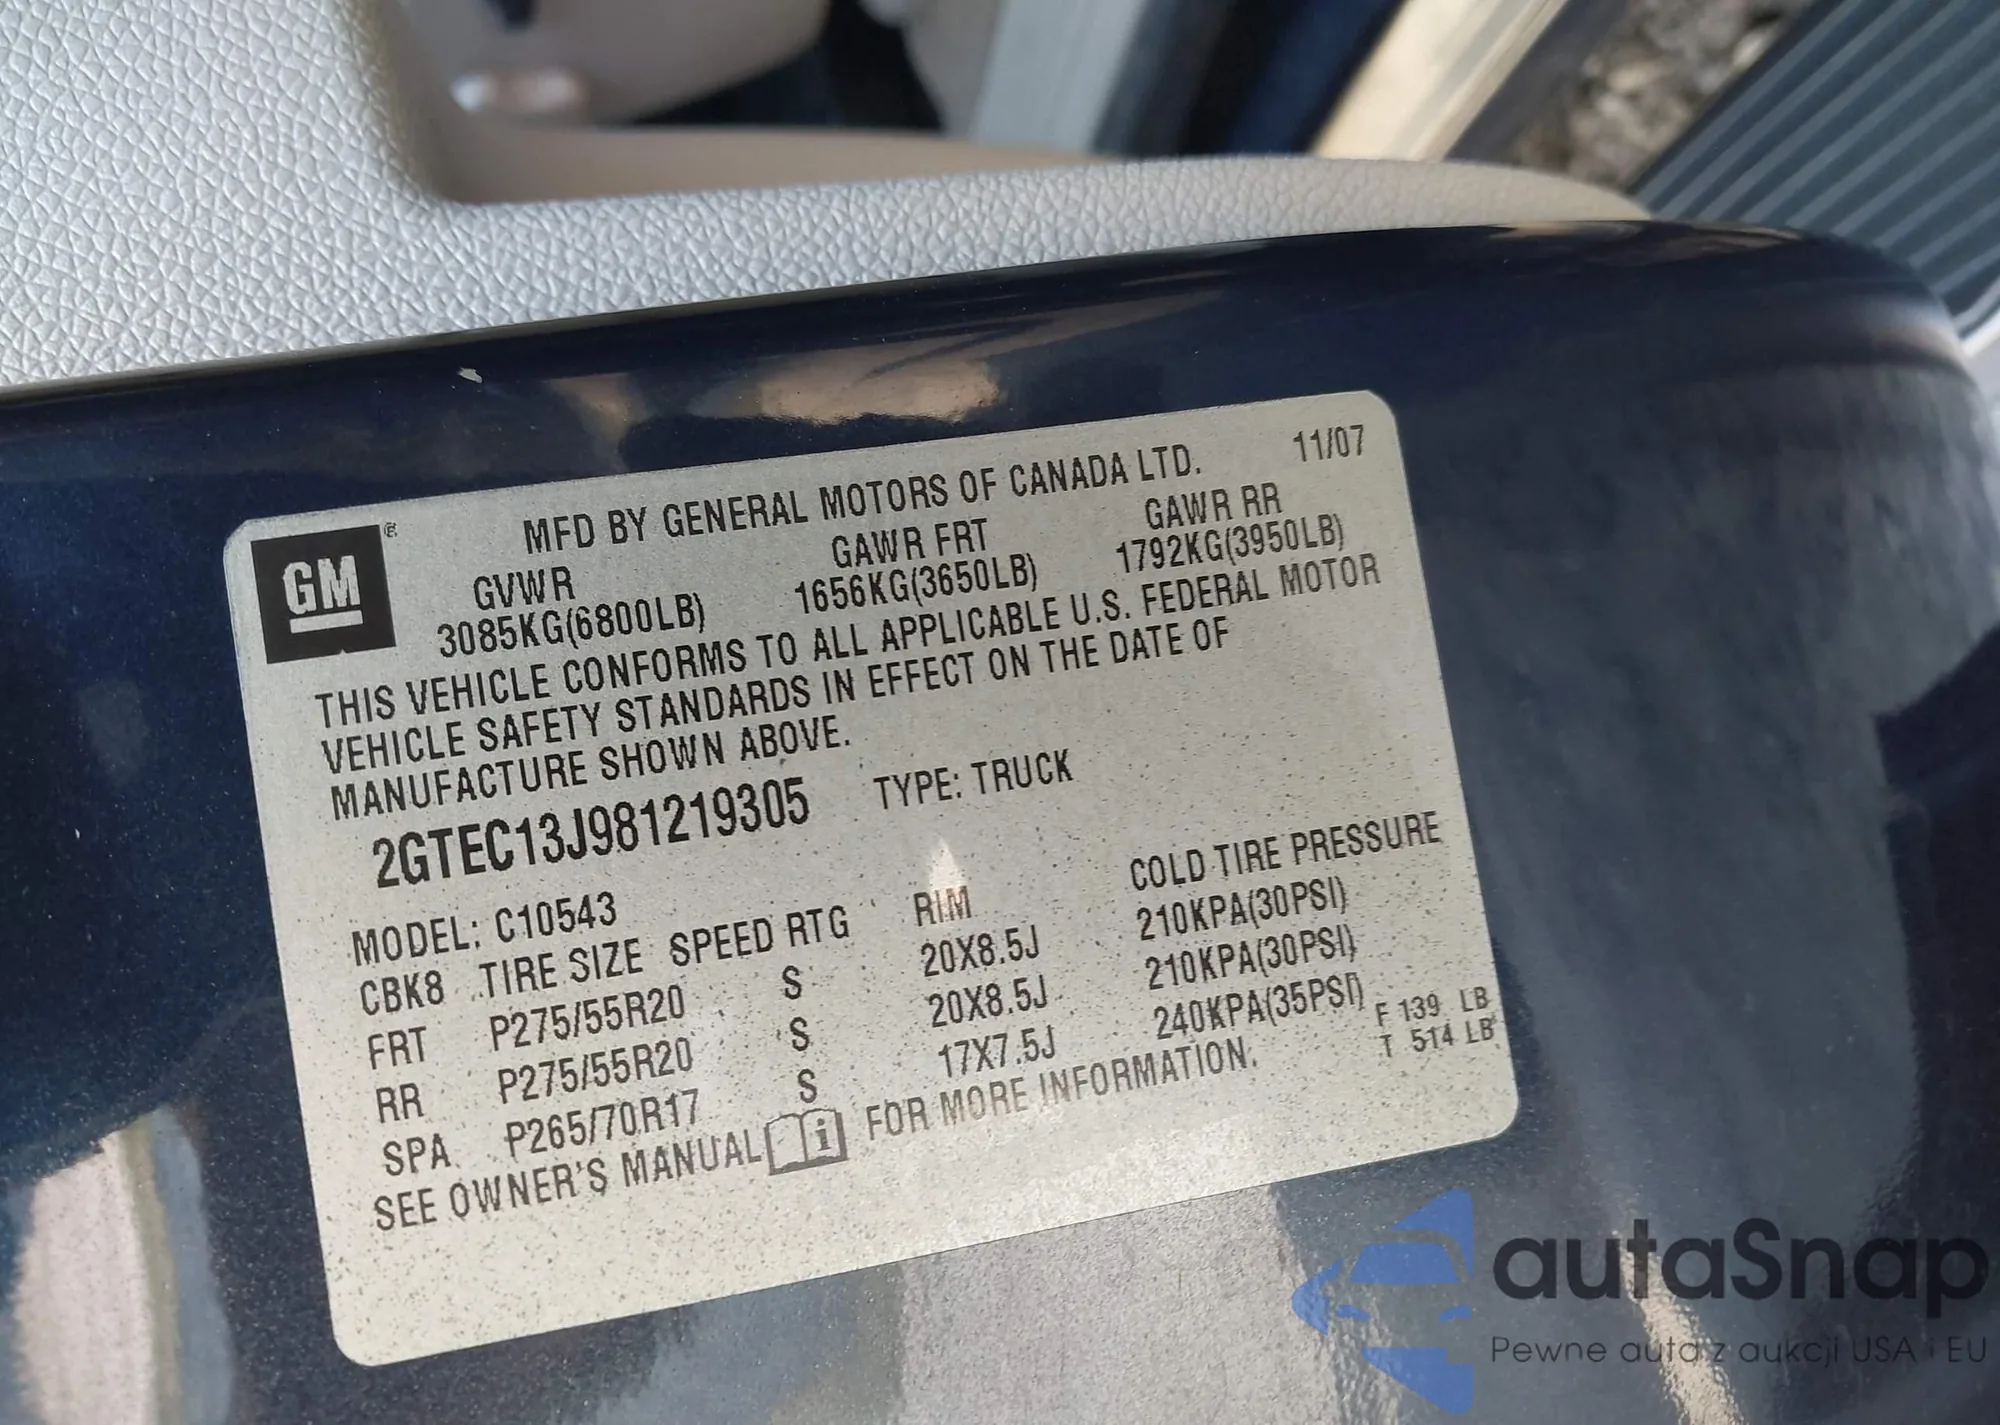 11/07
MFD BY GENERAL MOTORS OF CANADA LTD.
GM ®
GVWR GAWR FRT GAWR RR
3085KG(6800LB) 1656KG(3650LB) 1792KG(3950LB)
THIS VEHICLE CONFORMS TO ALL APPLICABLE U.S. FEDERAL MOTOR
VEHICLE SAFETY STANDARDS IN EFFECT ON THE DATE OF
MANUFACTURE SHOWN ABOVE.
2GTEC13J981219305 TYPE: TRUCK
MODEL: C10543
CBK8 TIRE SIZE SPEED RTG RIM COLD TIRE PRESSURE
FRT P275/55R20 S 20X8.5J 210KPA(30PSI)
RR P275/55R20 S 20X8.5J 210KPA(30PSI)
SPA P265/70R17 S 17X7.5J 240KPA(35PSI)
F 139 LB
T 514 LB
SEE OWNER'S MANUAL i FOR MORE INFORMATION.
autaSnap
Pewne auta z aukcji USA i EU